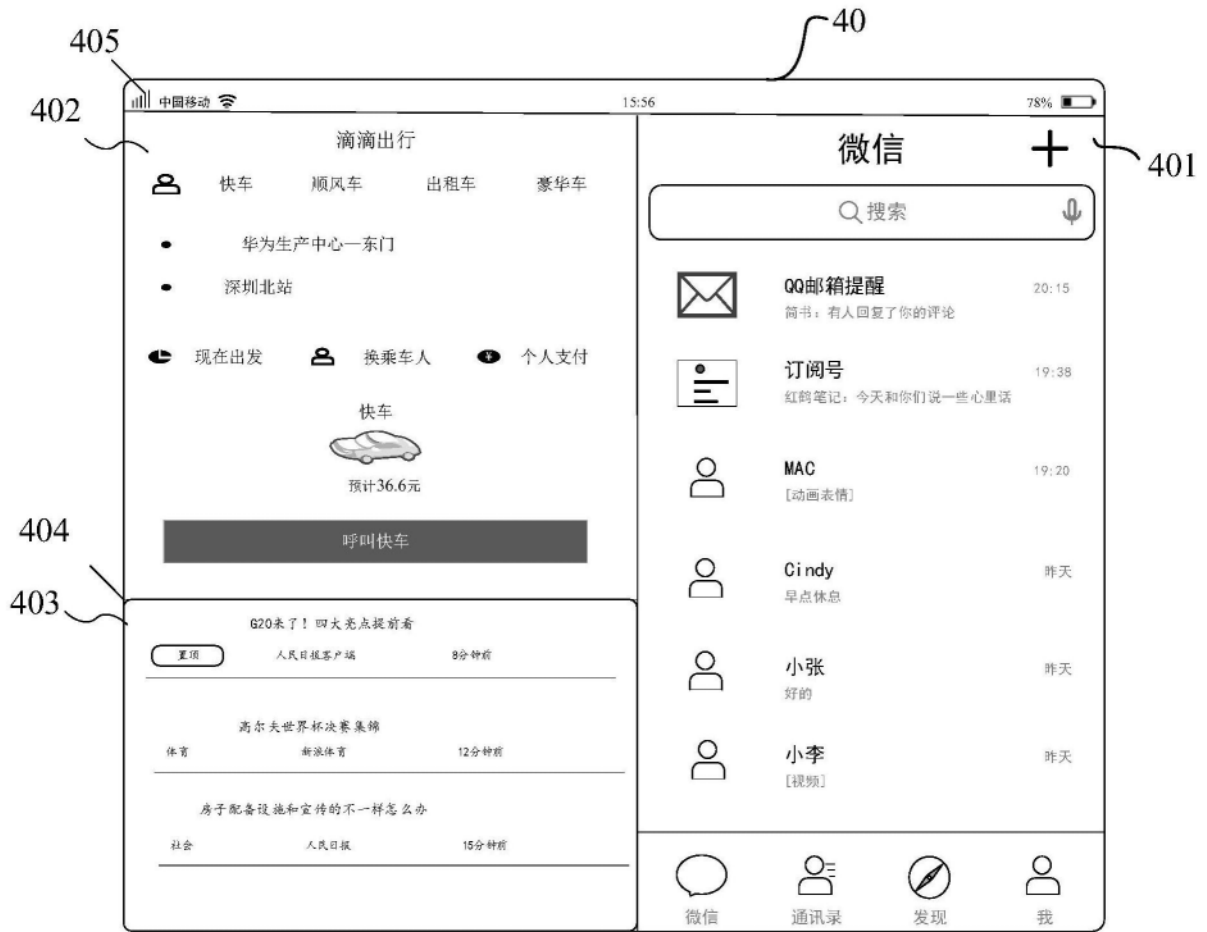 40
405
中国移动 15:56 78%
402
401
滴滴出行
快车 顺风车 出租车 豪华车
华为生产中心—东门
深圳北站
现在出发 换乘车人 个人支付
快车
预计36.6元
呼叫快车
404
403
G20来了！四大亮点提前看
置顶 人民日报客户端 8分钟前
高尔夫世界杯决赛集锦
体育 新浪体育 12分钟前
房子配备设施和宣传的不一样怎么办
社会 人民日报 15分钟前
微信
搜索
QQ邮箱提醒 20:15
简书：有人回复了你的评论
订阅号 19:38
红鹤笔记：今天和你们说一些心里话
MAC 19:20
[动画表情]
Cindy 昨天
早点休息
小张 昨天
好的
小李 昨天
[视频]
微信 通讯录 发现 我